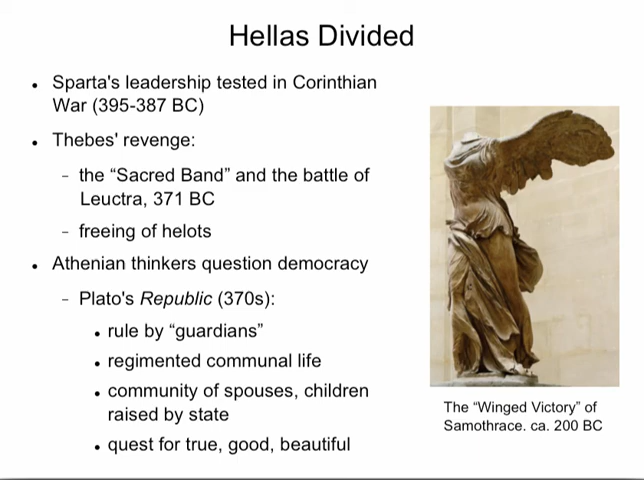 Hellas Divided
• Sparta's leadership tested in Corinthian
War (395-387 BC)
• Thebes' revenge:
– the “Sacred Band” and the battle of
Leuctra, 371 BC
– freeing of helots
• Athenian thinkers question democracy
– Plato's Republic (370s):
• rule by “guardians”
• regimented communal life
• community of spouses, children
raised by state
• quest for true, good, beautiful
The “Winged Victory” of
Samothrace. ca. 200 BC